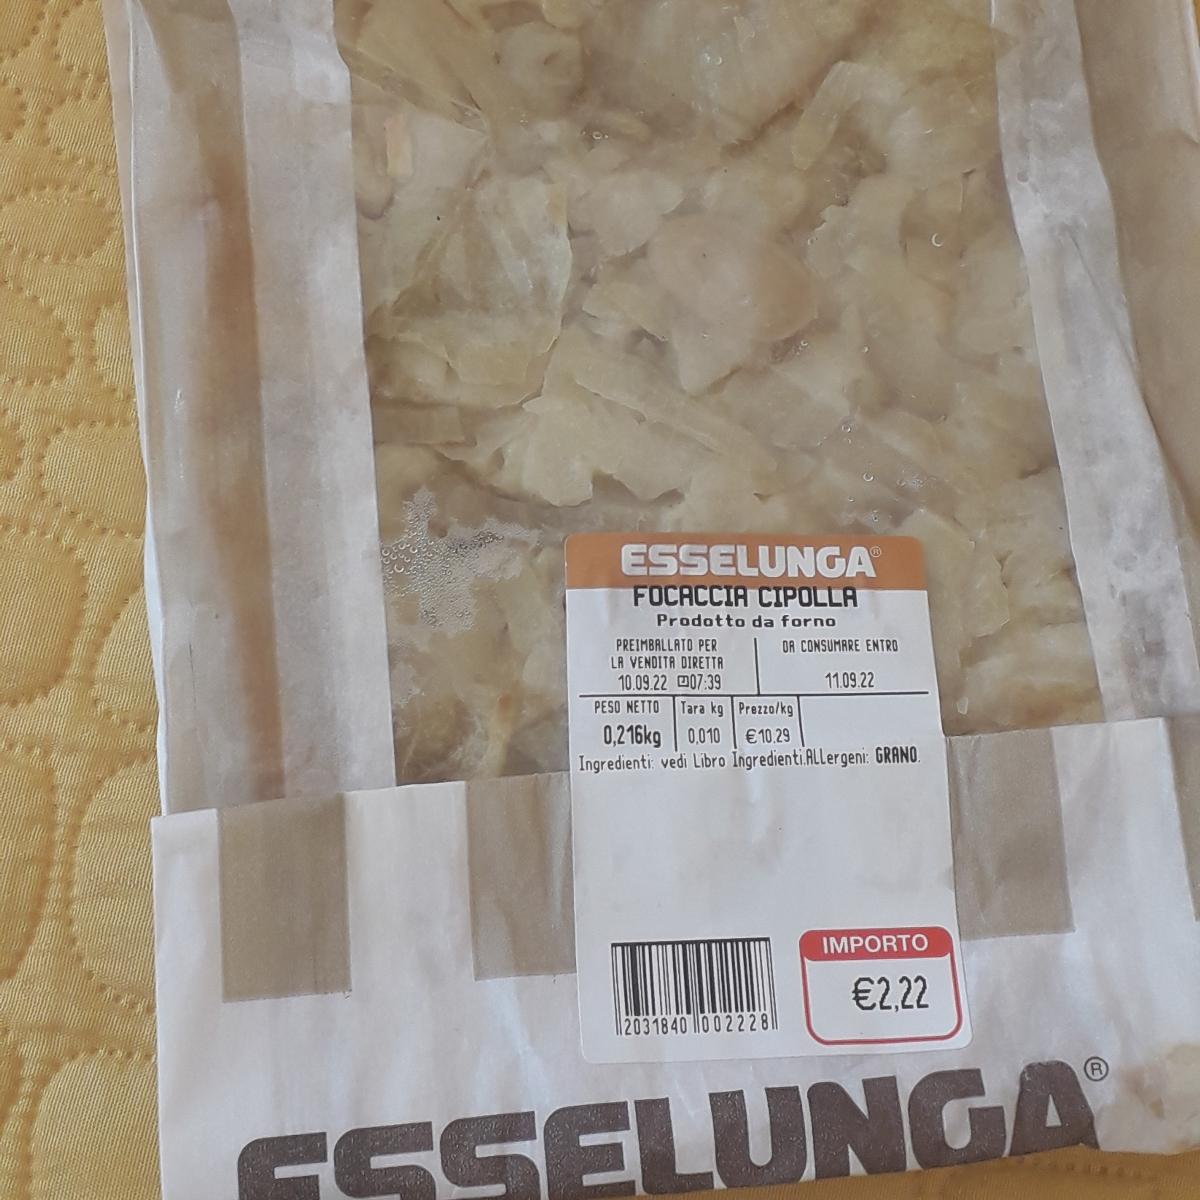 ESSELUNGA®
FOCACCIA CIPOLLA
Prodotto da forno
PREIMBALLATO PER
LA VENDITA DIRETTA
10.09.22 07:39
DA CONSUMARE ENTRO
11.09.22
PESO NETTO
0,216kg
Tara kg
0,010
Prezzo/kg
€10.29
Ingredienti: vedi Libro Ingredienti.ALLergeni: GRANO.
2031840 002228
IMPORTO
€2,22
ESSELUNGA®